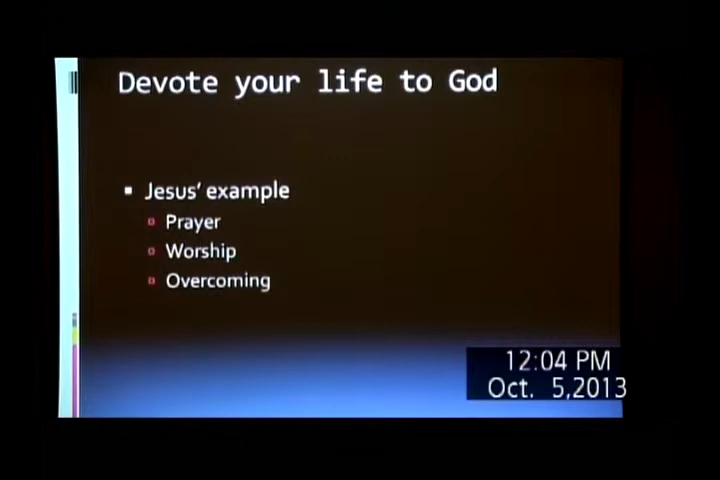 Devote your life to God
Jesus' example
Prayer
Worship
Overcoming
12:04 PM
Oct. 5,2013